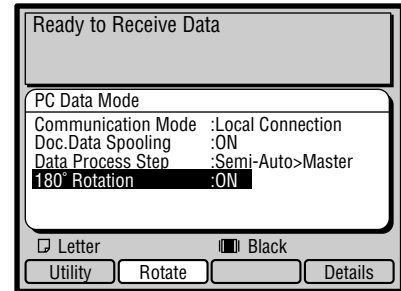 Ready to Receive Data
PC Data Mode
Communication Mode :Local Connection
Doc.Data Spooling :ON
Data Process Step :Semi-Auto>Master
180˚ Rotation :ON
Letter Black
Utility Rotate Details